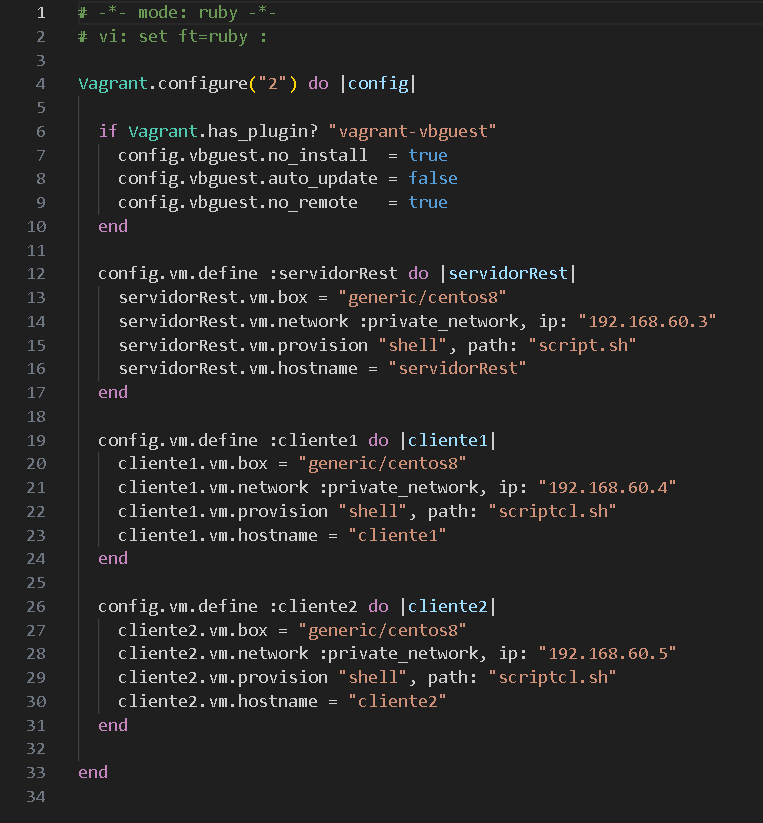 1 # -*- mode: ruby -*-
2 # vi: set ft=ruby :
3
4 Vagrant.configure("2") do |config|
5
6   if Vagrant.has_plugin? "vagrant-vbguest"
7     config.vbguest.no_install  = true
8     config.vbguest.auto_update = false
9     config.vbguest.no_remote   = true
10   end
11
12   config.vm.define :servidorRest do |servidorRest|
13     servidorRest.vm.box = "generic/centos8"
14     servidorRest.vm.network :private_network, ip: "192.168.60.3"
15     servidorRest.vm.provision "shell", path: "script.sh"
16     servidorRest.vm.hostname = "servidorRest"
17   end
18
19   config.vm.define :cliente1 do |cliente1|
20     cliente1.vm.box = "generic/centos8"
21     cliente1.vm.network :private_network, ip: "192.168.60.4"
22     cliente1.vm.provision "shell", path: "scriptcl.sh"
23     cliente1.vm.hostname = "cliente1"
24   end
25
26   config.vm.define :cliente2 do |cliente2|
27     cliente2.vm.box = "generic/centos8"
28     cliente2.vm.network :private_network, ip: "192.168.60.5"
29     cliente2.vm.provision "shell", path: "scriptcl.sh"
30     cliente2.vm.hostname = "cliente2"
31   end
32
33 end
34